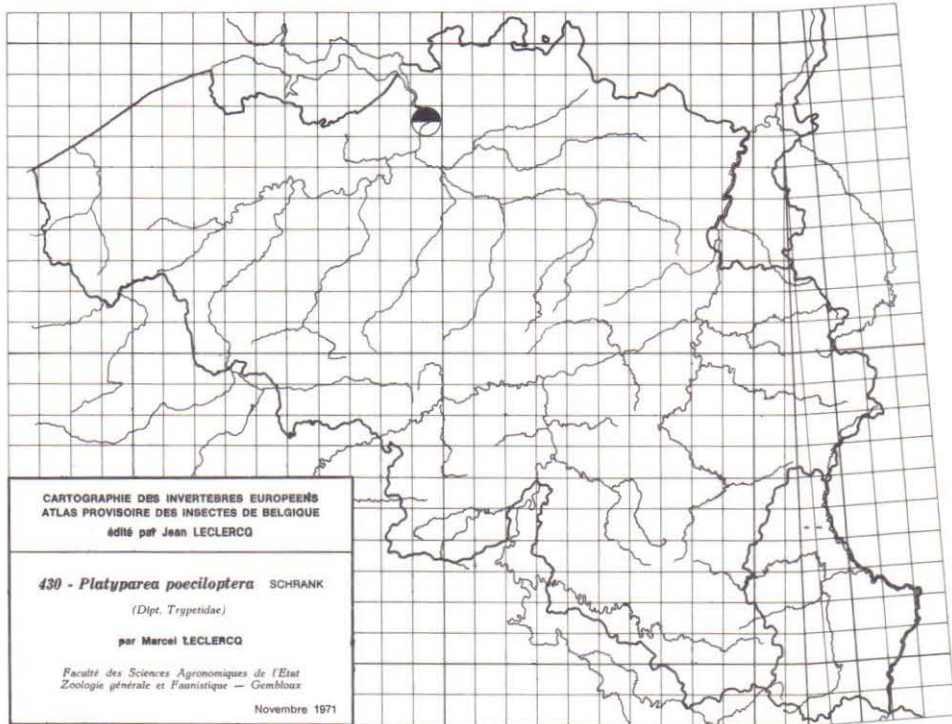 CARTOGRAPHIE DES INVERTEBRES EUROPEENS
ATLAS PROVISOIRE DES INSECTES DE BELGIQUE
édité par Jean LECLERCQ
430 - Platyparea poeciloptera SCHRANK
(Dipt. Trypetidae)
par Marcel LECLERCQ
Faculté des Sciences Agronomiques de l'Etat
Zoologie générale et Faunistique — Gembloux
Novembre 1971